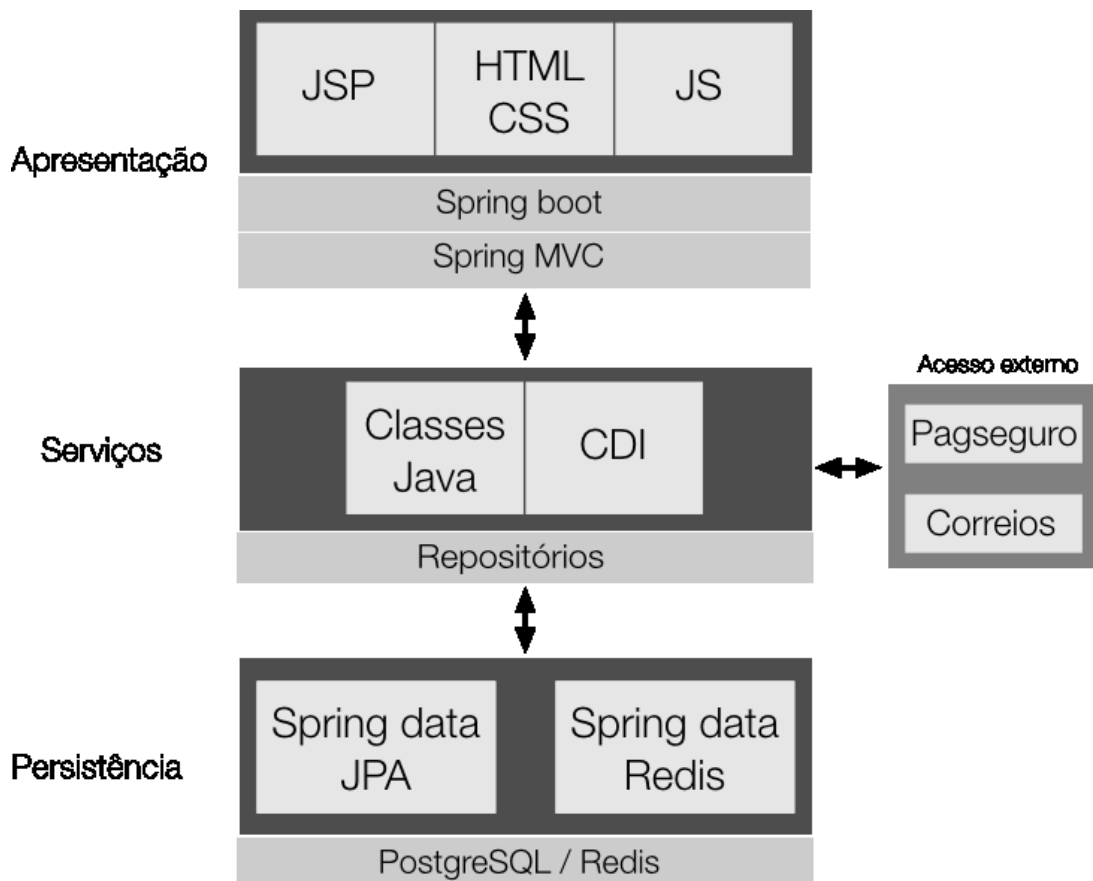 JSP
HTML
CSS
JS
Apresentação
Spring boot
Spring MVC
Acesso externo
Serviços
Classes
Java
CDI
Pagseguro
Correios
Repositórios
Persistência
Spring data
JPA
Spring data
Redis
PostgreSQL / Redis